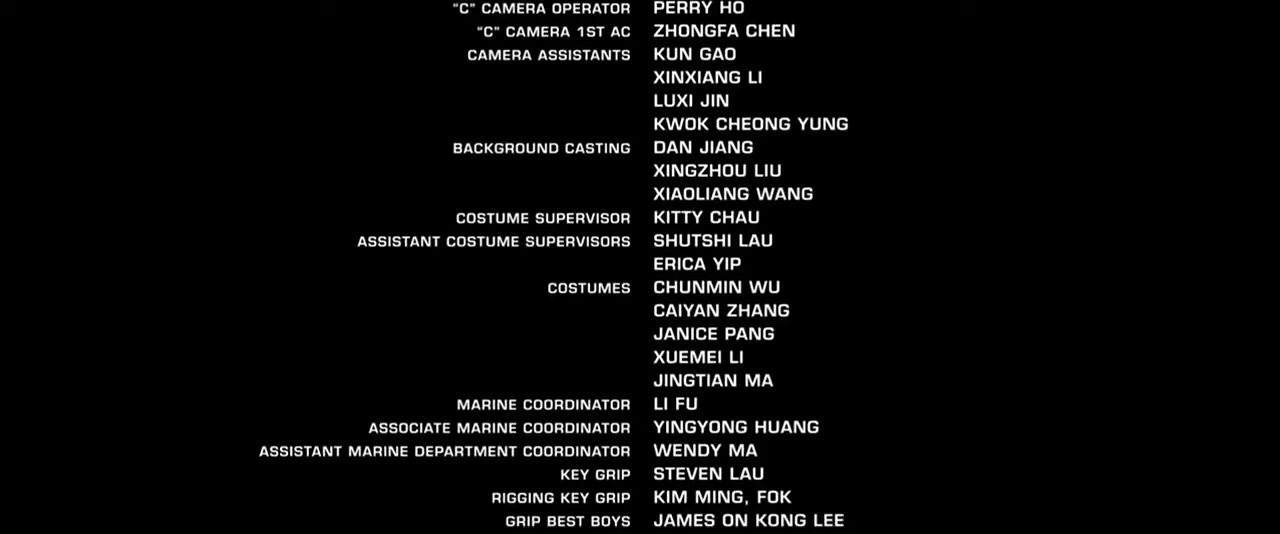 “C” CAMERA OPERATOR PERRY HO
“C” CAMERA 1ST AC ZHONGFA CHEN
CAMERA ASSISTANTS KUN GAO
XINXIANG LI
LUXI JIN
KWOK CHEONG YUNG
BACKGROUND CASTING DAN JIANG
XINGZHOU LIU
XIAOLIANG WANG
COSTUME SUPERVISOR KITTY CHAU
ASSISTANT COSTUME SUPERVISORS SHUTSHI LAU
ERICA YIP
COSTUMES CHUNMIN WU
CAIYAN ZHANG
JANICE PANG
XUEMEI LI
JINGTIAN MA
MARINE COORDINATOR LI FU
ASSOCIATE MARINE COORDINATOR YINGYONG HUANG
ASSISTANT MARINE DEPARTMENT COORDINATOR WENDY MA
KEY GRIP STEVEN LAU
RIGGING KEY GRIP KIM MING, FOK
GRIP BEST BOYS JAMES ON KONG LEE